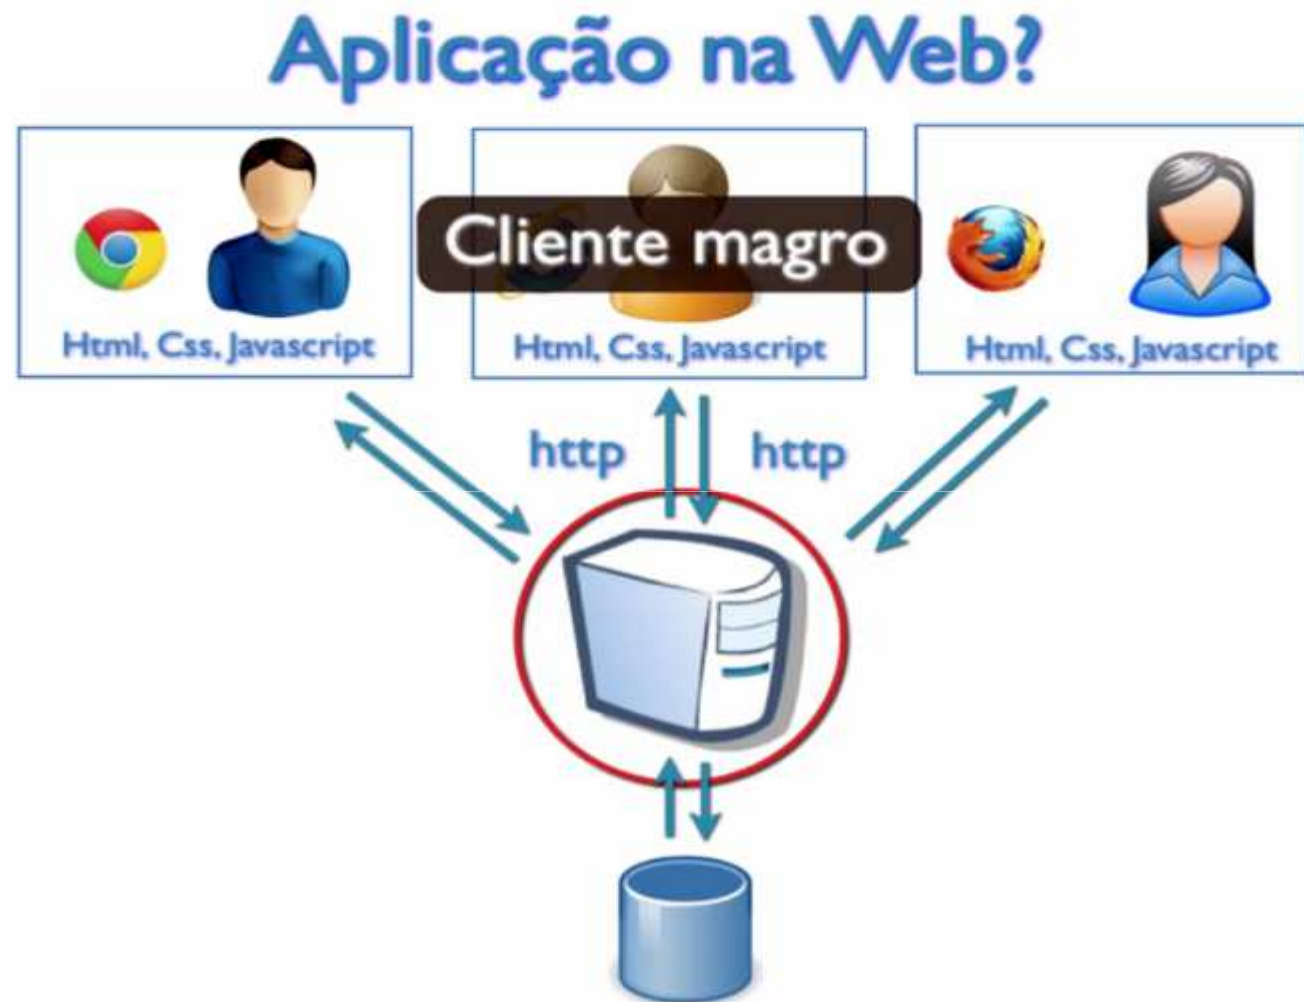 Aplicação na Web?
Cliente magro
Html, Css, Javascript
Html, Css, Javascript
Html, Css, Javascript
http
http